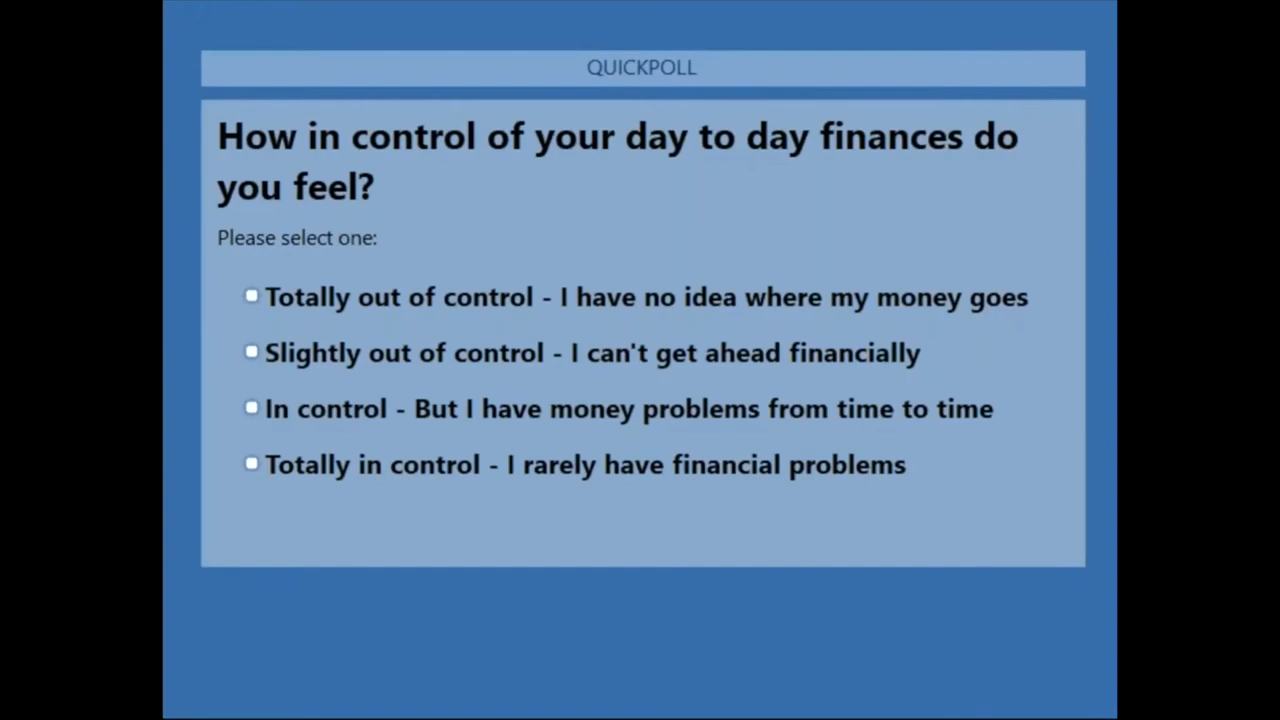 QUICKPOLL
How in control of your day to day finances do
you feel?
Please select one:
Totally out of control - I have no idea where my money goes
Slightly out of control - I can't get ahead financially
In control - But I have money problems from time to time
Totally in control - I rarely have financial problems